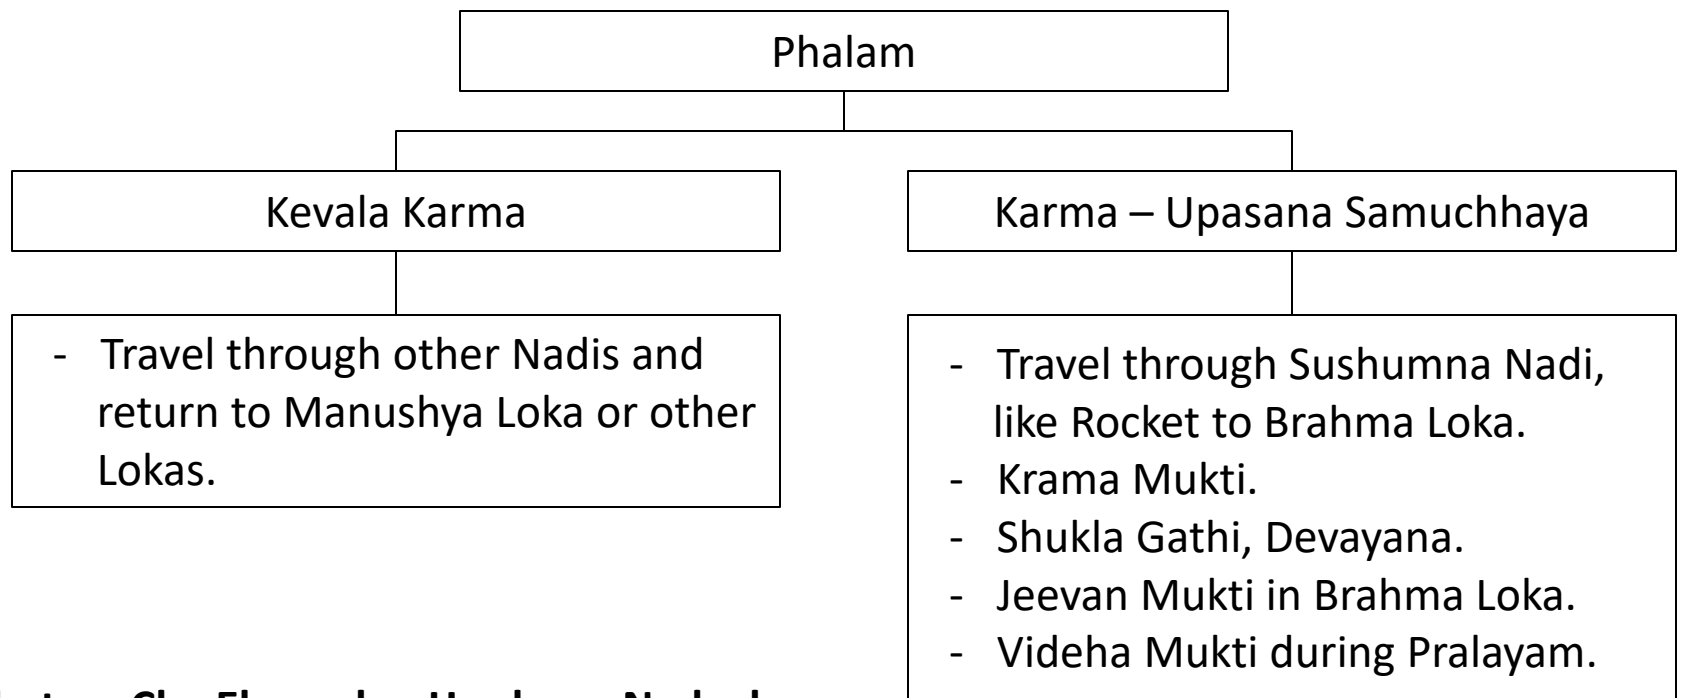 Phalam
Kevala Karma
Karma – Upasana Samuchhaya
- Travel through other Nadis and
return to Manushya Loka or other
Lokas.
- Travel through Sushumna Nadi,
like Rocket to Brahma Loka.
- Krama Mukti.
- Shukla Gathi, Devayana.
- Jeevan Mukti in Brahma Loka.
- Videha Mukti during Pralayam.